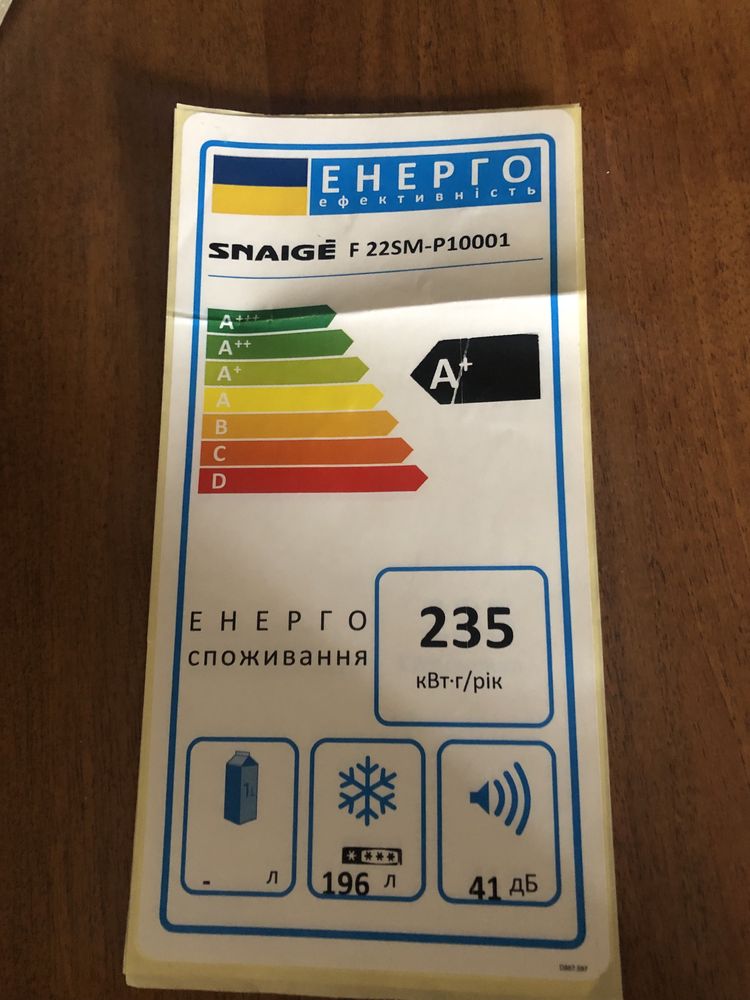 ЕНЕРГО
ефективність
SNAIGĖ F 22SM-P10001
A+++
A++
A+
A
B
C
D
A+
ЕНЕРГО
споживання
235
кВт·г/рік
1L
- л
196 л
41 дБ